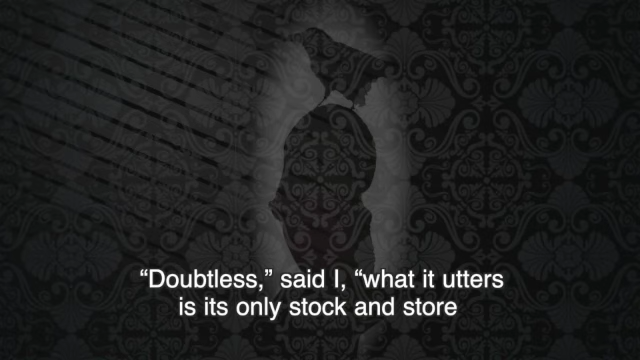 “Doubtless,” said I, “what it utters
is its only stock and store